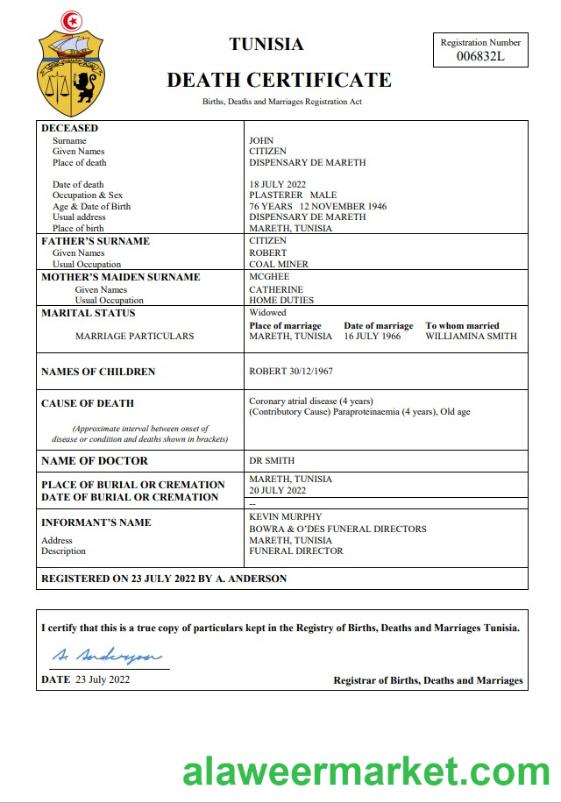 TUNISIA
DEATH CERTIFICATE
Births, Deaths and Marriages Registration Act
Registration Number
006832L
DECEASED
Surname JOHN
Given Names CITIZEN
Place of death DISPENSARY DE MARETH
Date of death 18 JULY 2022
Occupation & Sex PLASTERER MALE
Age & Date of Birth 76 YEARS 12 NOVEMBER 1946
Usual address DISPENSARY DE MARETH
Place of birth MARETH, TUNISIA
FATHER'S SURNAME CITIZEN
Given Names ROBERT
Usual Occupation COAL MINER
MOTHER'S MAIDEN SURNAME MCGHEE
Given Names CATHERINE
Usual Occupation HOME DUTIES
MARITAL STATUS Widowed
Place of marriage Date of marriage To whom married
MARRIAGE PARTICULARS MARETH, TUNISIA 16 JULY 1966 WILLIAMINA SMITH
NAMES OF CHILDREN ROBERT 30/12/1967
CAUSE OF DEATH Coronary atrial disease (4 years)
(Contributory Cause) Paraproteinaemia (4 years), Old age
(Approximate interval between onset of
disease or condition and deaths shown in brackets)
NAME OF DOCTOR DR SMITH
PLACE OF BURIAL OR CREMATION MARETH, TUNISIA
DATE OF BURIAL OR CREMATION 20 JULY 2022
--
INFORMANT'S NAME KEVIN MURPHY
BOWRA & O'DES FUNERAL DIRECTORS
Address MARETH, TUNISIA
Description FUNERAL DIRECTOR
REGISTERED ON 23 JULY 2022 BY A. ANDERSON
I certify that this is a true copy of particulars kept in the Registry of Births, Deaths and Marriages Tunisia.
A. Anderson
DATE 23 July 2022 Registrar of Births, Deaths and Marriages
alaweermarket.com